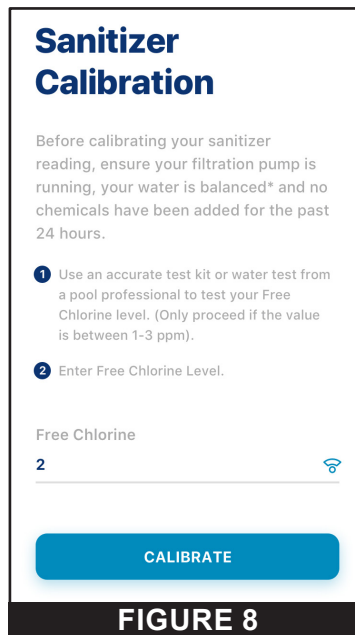 Sanitizer
Calibration
Before calibrating your sanitizer
reading, ensure your filtration pump is
running, your water is balanced* and no
chemicals have been added for the past
24 hours.
1 Use an accurate test kit or water test from
a pool professional to test your Free
Chlorine level. (Only proceed if the value
is between 1-3 ppm).
2 Enter Free Chlorine Level.
Free Chlorine
2
CALIBRATE
FIGURE 8